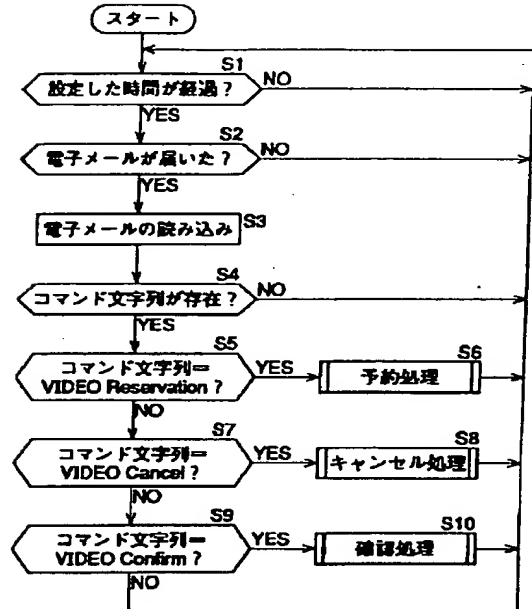 スタート
S1
設定した時間が経過?
NO
YES
S2
電子メールが届いた?
NO
YES
電子メールの読み込み
S3
S4
コマンド文字列が存在?
NO
YES
S5
コマンド文字列=
VIDEO Reservation?
YES
S6
予約処理
NO
S7
コマンド文字列=
VIDEO Cancel?
YES
S8
キャンセル処理
NO
S9
コマンド文字列=
VIDEO Confirm?
YES
S10
確認処理
NO